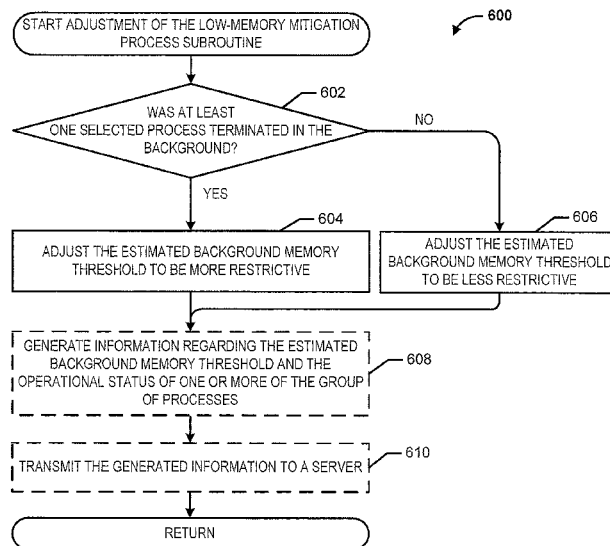 START ADJUSTMENT OF THE LOW-MEMORY MITIGATION
PROCESS SUBROUTINE
600
602
WAS AT LEAST
ONE SELECTED PROCESS TERMINATED IN THE
BACKGROUND?
NO
YES
604
606
ADJUST THE ESTIMATED BACKGROUND MEMORY
THRESHOLD TO BE MORE RESTRICTIVE
ADJUST THE ESTIMATED
BACKGROUND MEMORY THRESHOLD
TO BE LESS RESTRICTIVE
GENERATE INFORMATION REGARDING THE ESTIMATED
BACKGROUND MEMORY THRESHOLD AND THE
OPERATIONAL STATUS OF ONE OR MORE OF THE GROUP
OF PROCESSES
608
TRANSMIT THE GENERATED INFORMATION TO A SERVER
610
RETURN